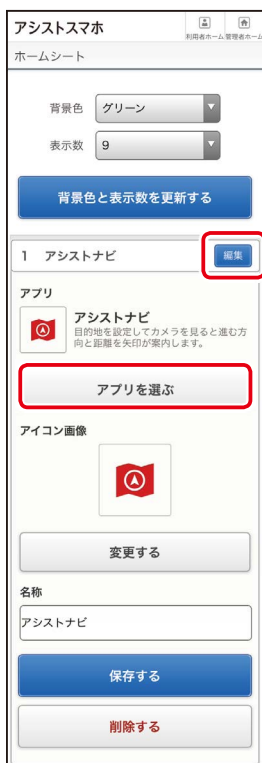 アシストスマホ
利用者ホーム 管理者ホーム
ホームシート
背景色 グリーン
表示数 9
背景色と表示数を更新する
1 アシストナビ 編集
アプリ
アシストナビ
目的地を設定してカメラを見ると進む方
向と距離を矢印が案内します。
アプリを選ぶ
アイコン画像
変更する
名称
アシストナビ
保存する
削除する